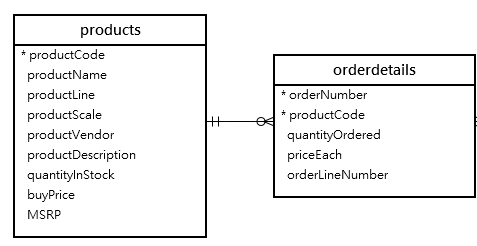 products
* productCode
productName
productLine
productScale
productVendor
productDescription
quantityInStock
buyPrice
MSRP
orderdetails
* orderNumber
* productCode
quantityOrdered
priceEach
orderLineNumber